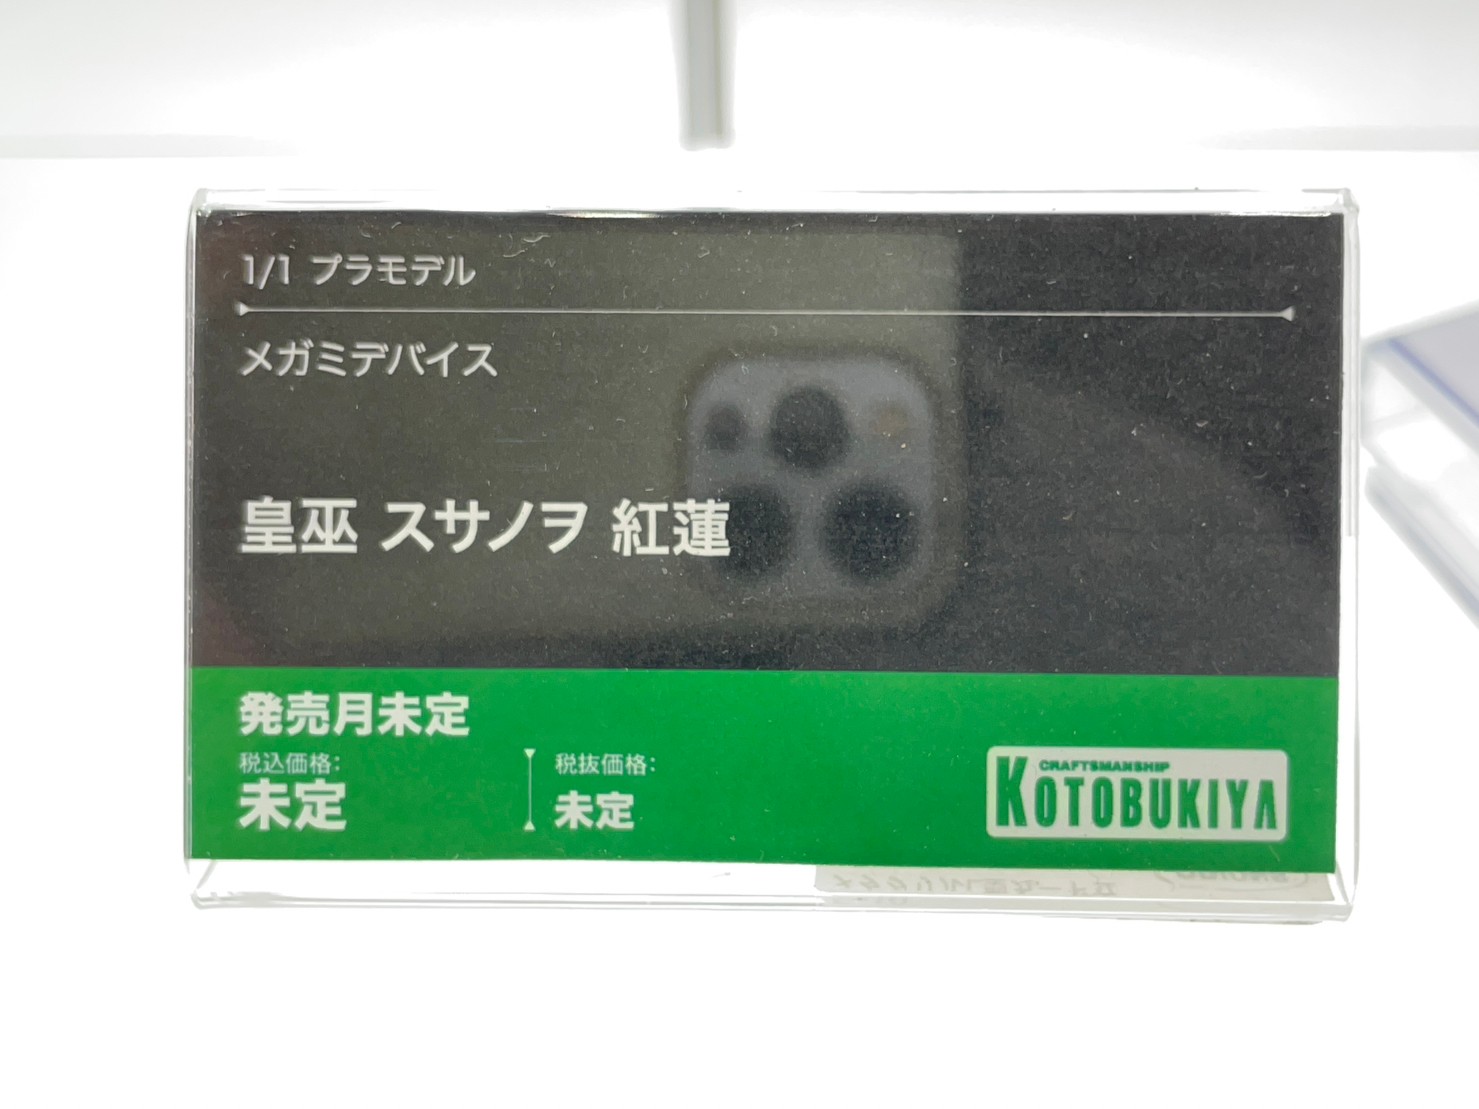 1/1 プラモデル
メガミデバイス
皇巫 スサノヲ 紅蓮
発売月未定
税込価格:
未定
税抜価格:
未定
CRAFTSMANSHIP
KOTOBUKIYA